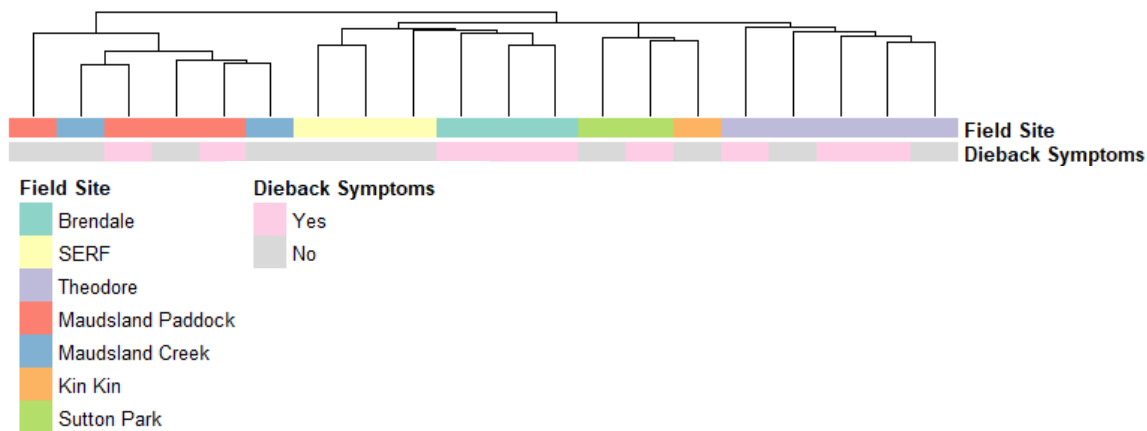 Field Site
Dieback Symptoms
Field Site
Brendale
SERF
Theodore
Maudsland Paddock
Maudsland Creek
Kin Kin
Sutton Park
Dieback Symptoms
Yes
No